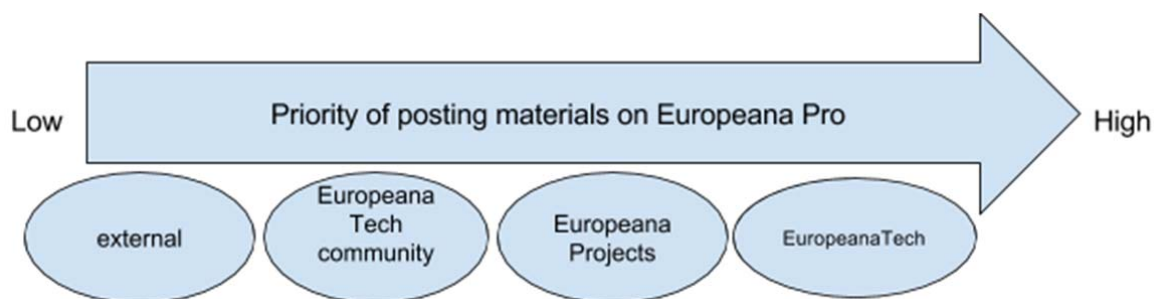 Priority of posting materials on Europeana Pro
Low
High
external
Europeana
Tech
community
Europeana
Projects
EuropeanaTech